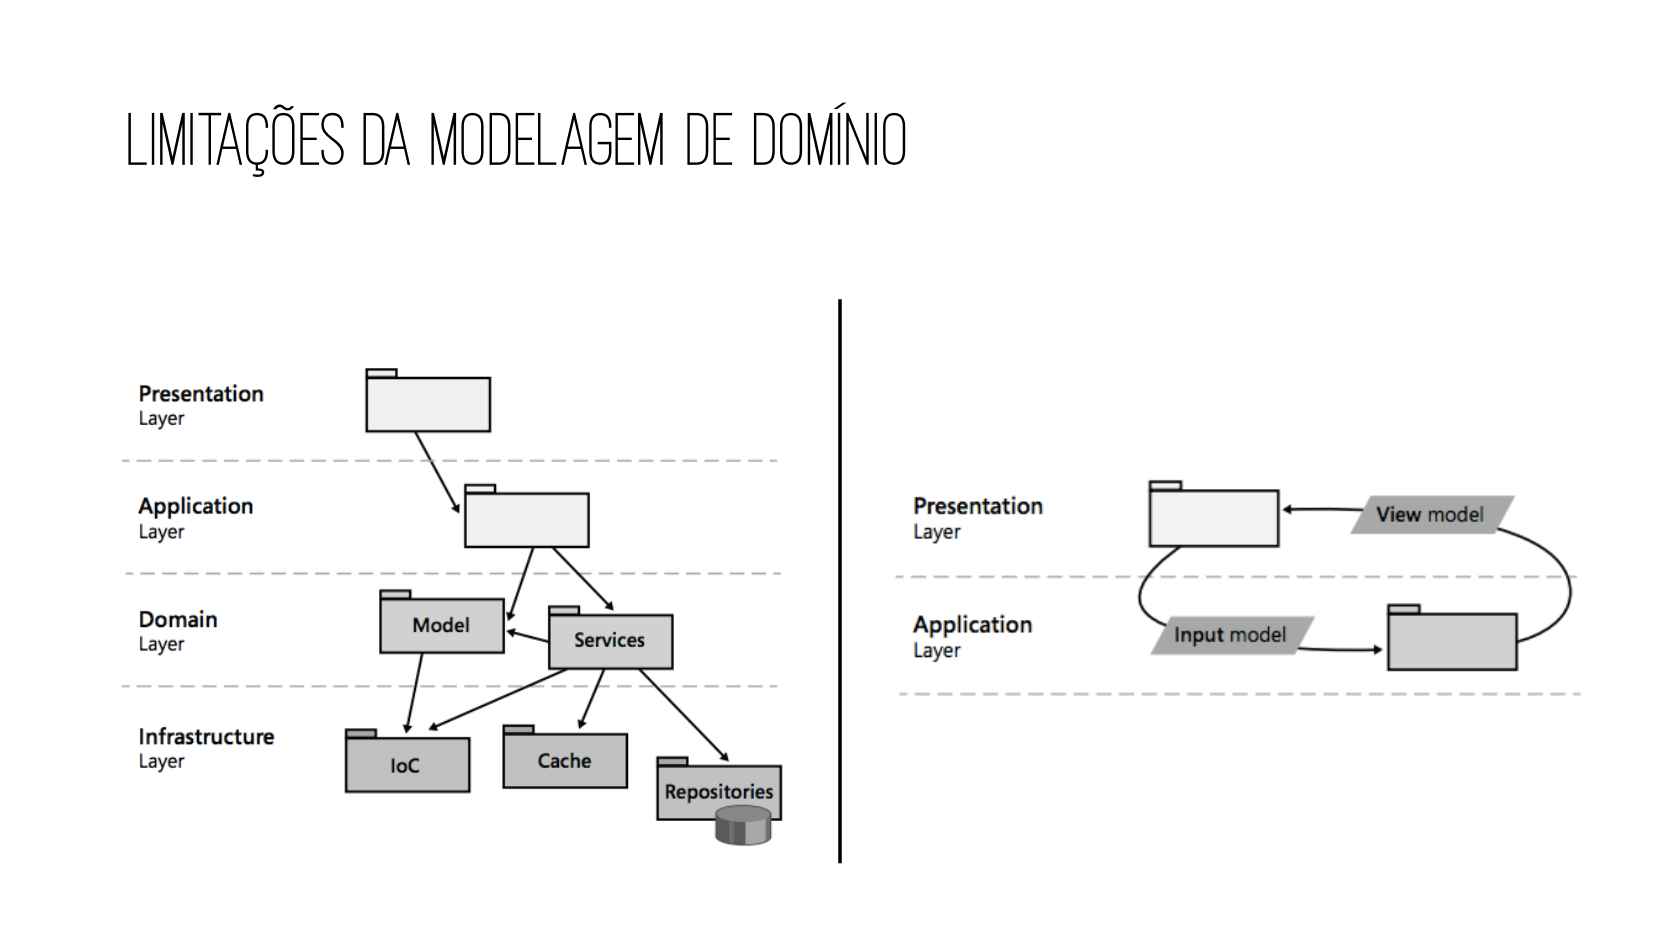 LIMITAÇÕES DA MODELAGEM DE DOMÍNIO
Presentation
Layer
Application
Layer
Domain
Layer
Model
Services
Infrastructure
Layer
IoC
Cache
Repositories
Presentation
Layer
View model
Application
Layer
Input model